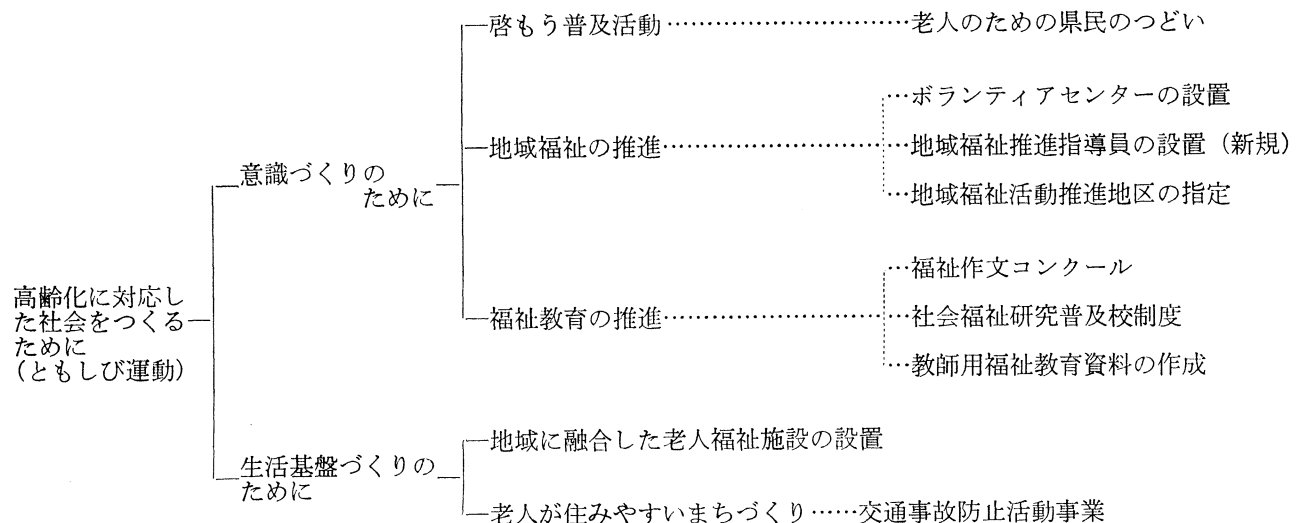 高齢化に対応し
た社会をつくる
ために
(ともしび運動)
意識づくりの
ために
啓もう普及活動……………………老人のための県民のつどい
地域福祉の推進……………………
…ボランティアセンターの設置
…地域福祉推進指導員の設置(新規)
…地域福祉活動推進地区の指定
福祉教育の推進……………………
…福祉作文コンクール
…社会福祉研究普及校制度
…教師用福祉教育資料の作成
生活基盤づくりの
ために
地域に融合した老人福祉施設の設置
老人が住みやすいまちづくり……交通事故防止活動事業